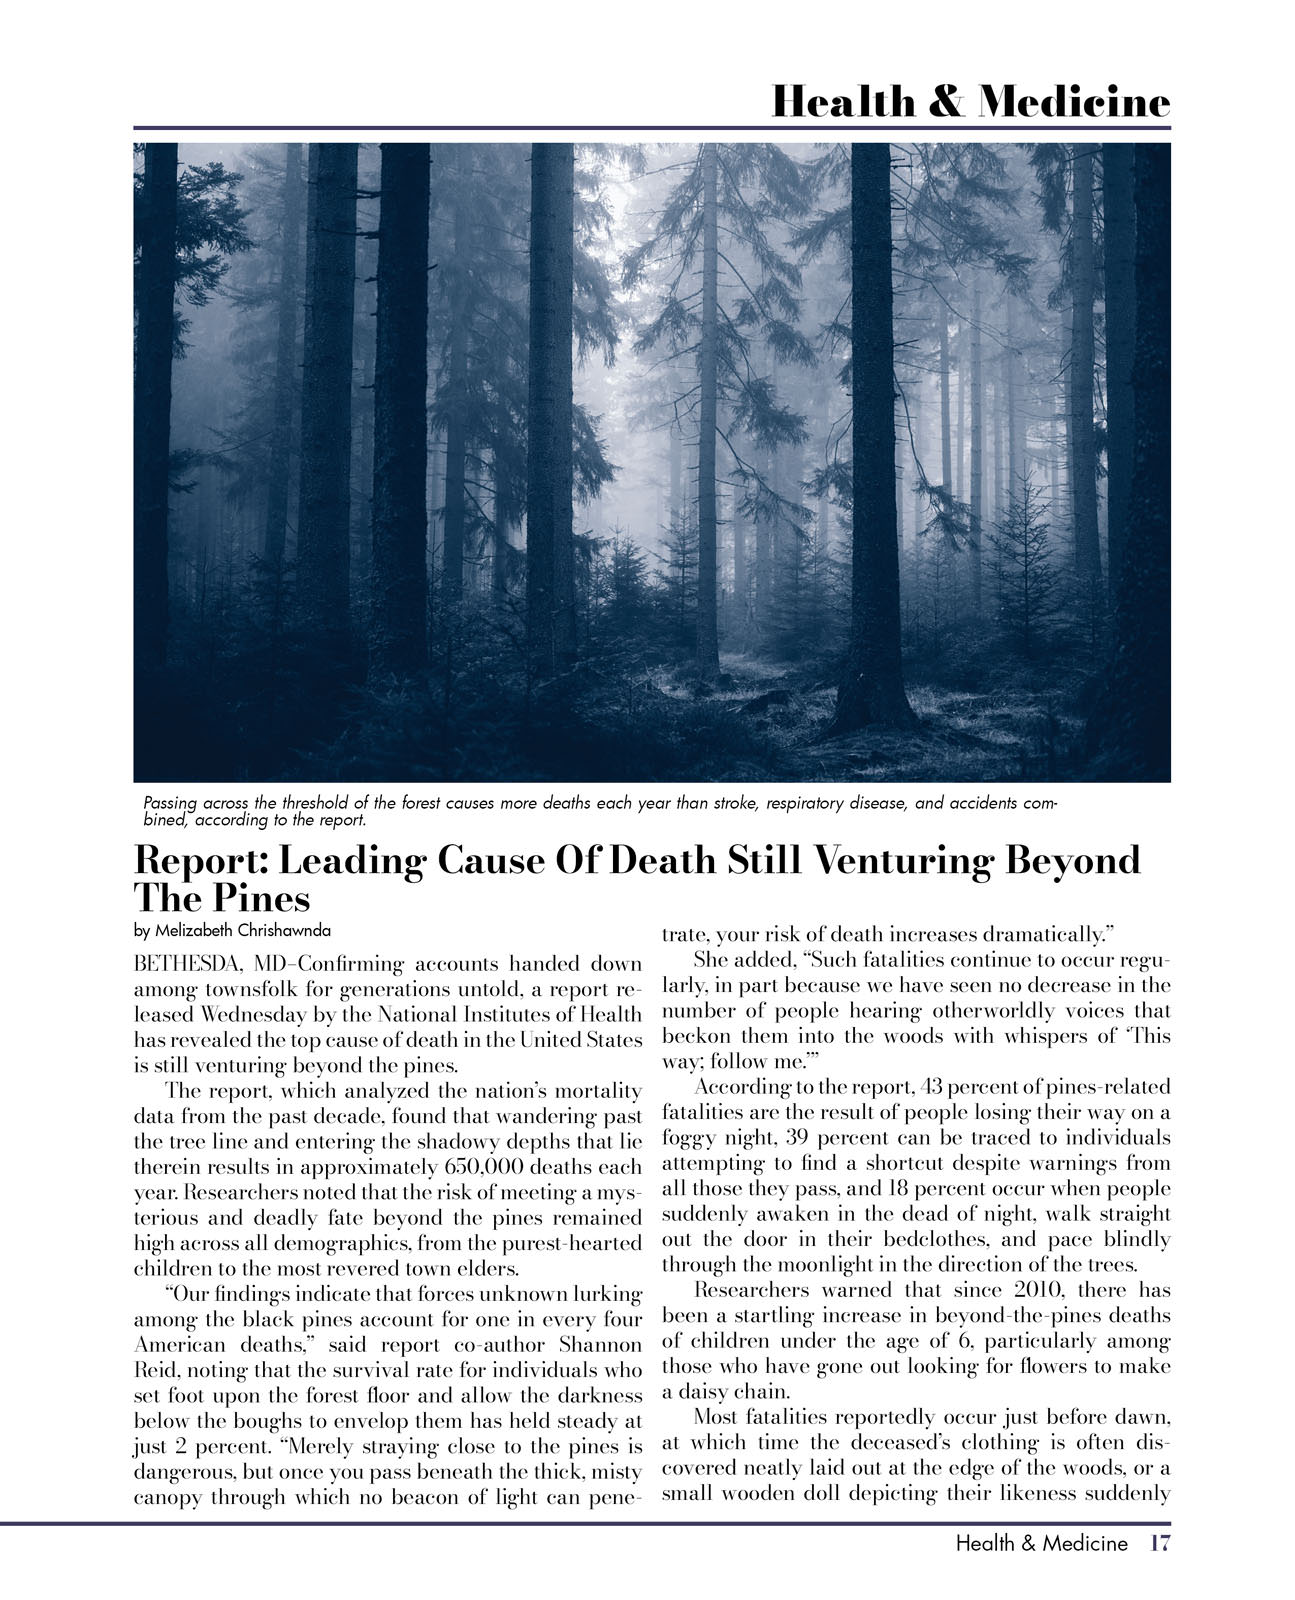 Health & Medicine
Passing across the threshold of the forest causes more deaths each year than stroke, respiratory disease, and accidents com-
bined, according to the report.
Report: Leading Cause Of Death Still Venturing Beyond
The Pines
by Melizabeth Chrishawnda
BETHESDA, MD–Confirming accounts handed down
among townsfolk for generations untold, a report re-
leased Wednesday by the National Institutes of Health
has revealed the top cause of death in the United States
is still venturing beyond the pines.
The report, which analyzed the nation’s mortality
data from the past decade, found that wandering past
the tree line and entering the shadowy depths that lie
therein results in approximately 650,000 deaths each
year. Researchers noted that the risk of meeting a mys-
terious and deadly fate beyond the pines remained
high across all demographics, from the purest-hearted
children to the most revered town elders.
“Our findings indicate that forces unknown lurking
among the black pines account for one in every four
American deaths,” said report co-author Shannon
Reid, noting that the survival rate for individuals who
set foot upon the forest floor and allow the darkness
below the boughs to envelop them has held steady at
just 2 percent. “Merely straying close to the pines is
dangerous, but once you pass beneath the thick, misty
canopy through which no beacon of light can pene-
trate, your risk of death increases dramatically.”
She added, “Such fatalities continue to occur regu-
larly, in part because we have seen no decrease in the
number of people hearing otherworldly voices that
beckon them into the woods with whispers of ‘This
way; follow me.’”
According to the report, 43 percent of pines-related
fatalities are the result of people losing their way on a
foggy night, 39 percent can be traced to individuals
attempting to find a shortcut despite warnings from
all those they pass, and 18 percent occur when people
suddenly awaken in the dead of night, walk straight
out the door in their bedclothes, and pace blindly
through the moonlight in the direction of the trees.
Researchers warned that since 2010, there has
been a startling increase in beyond-the-pines deaths
of children under the age of 6, particularly among
those who have gone out looking for flowers to make
a daisy chain.
Most fatalities reportedly occur just before dawn,
at which time the deceased’s clothing is often dis-
covered neatly laid out at the edge of the woods, or a
small wooden doll depicting their likeness suddenly
Health & Medicine 17